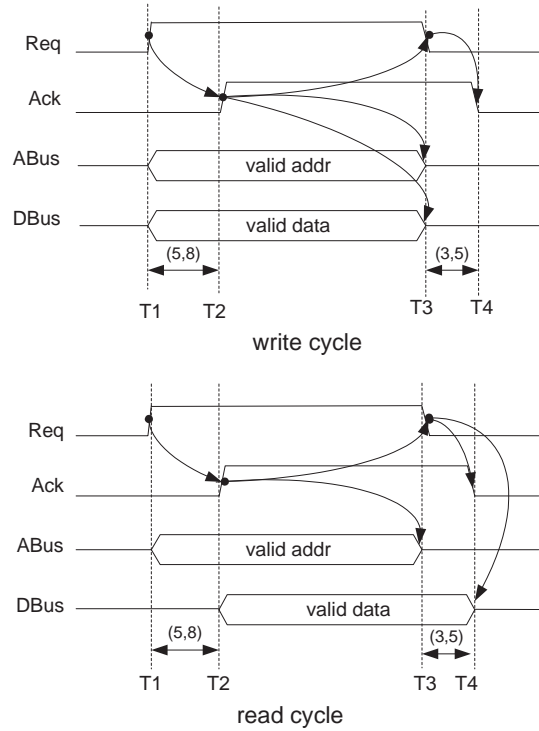 Req
Ack
ABus valid addr
DBus valid data
(5,8) (3,5)
T1 T2 T3 T4
write cycle
Req
Ack
ABus valid addr
DBus valid data
(5,8) (3,5)
T1 T2 T3 T4
read cycle